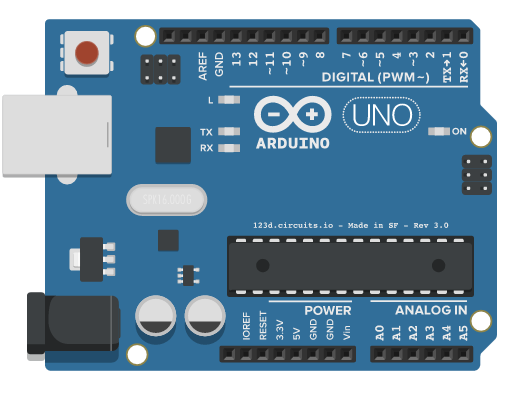 AREF
GND
13
12
~11
~10
~9
8
7
~6
~5
4
~3
2
TX→1
RX←0
DIGITAL (PWM~)
L
TX
RX
ARDUINO
UNO
ON
123d.circuits.io - Made in SF - Rev 3.0
POWER
ANALOG IN
IOREF
RESET
3.3V
5V
GND
GND
Vin
A0
A1
A2
A3
A4
A5